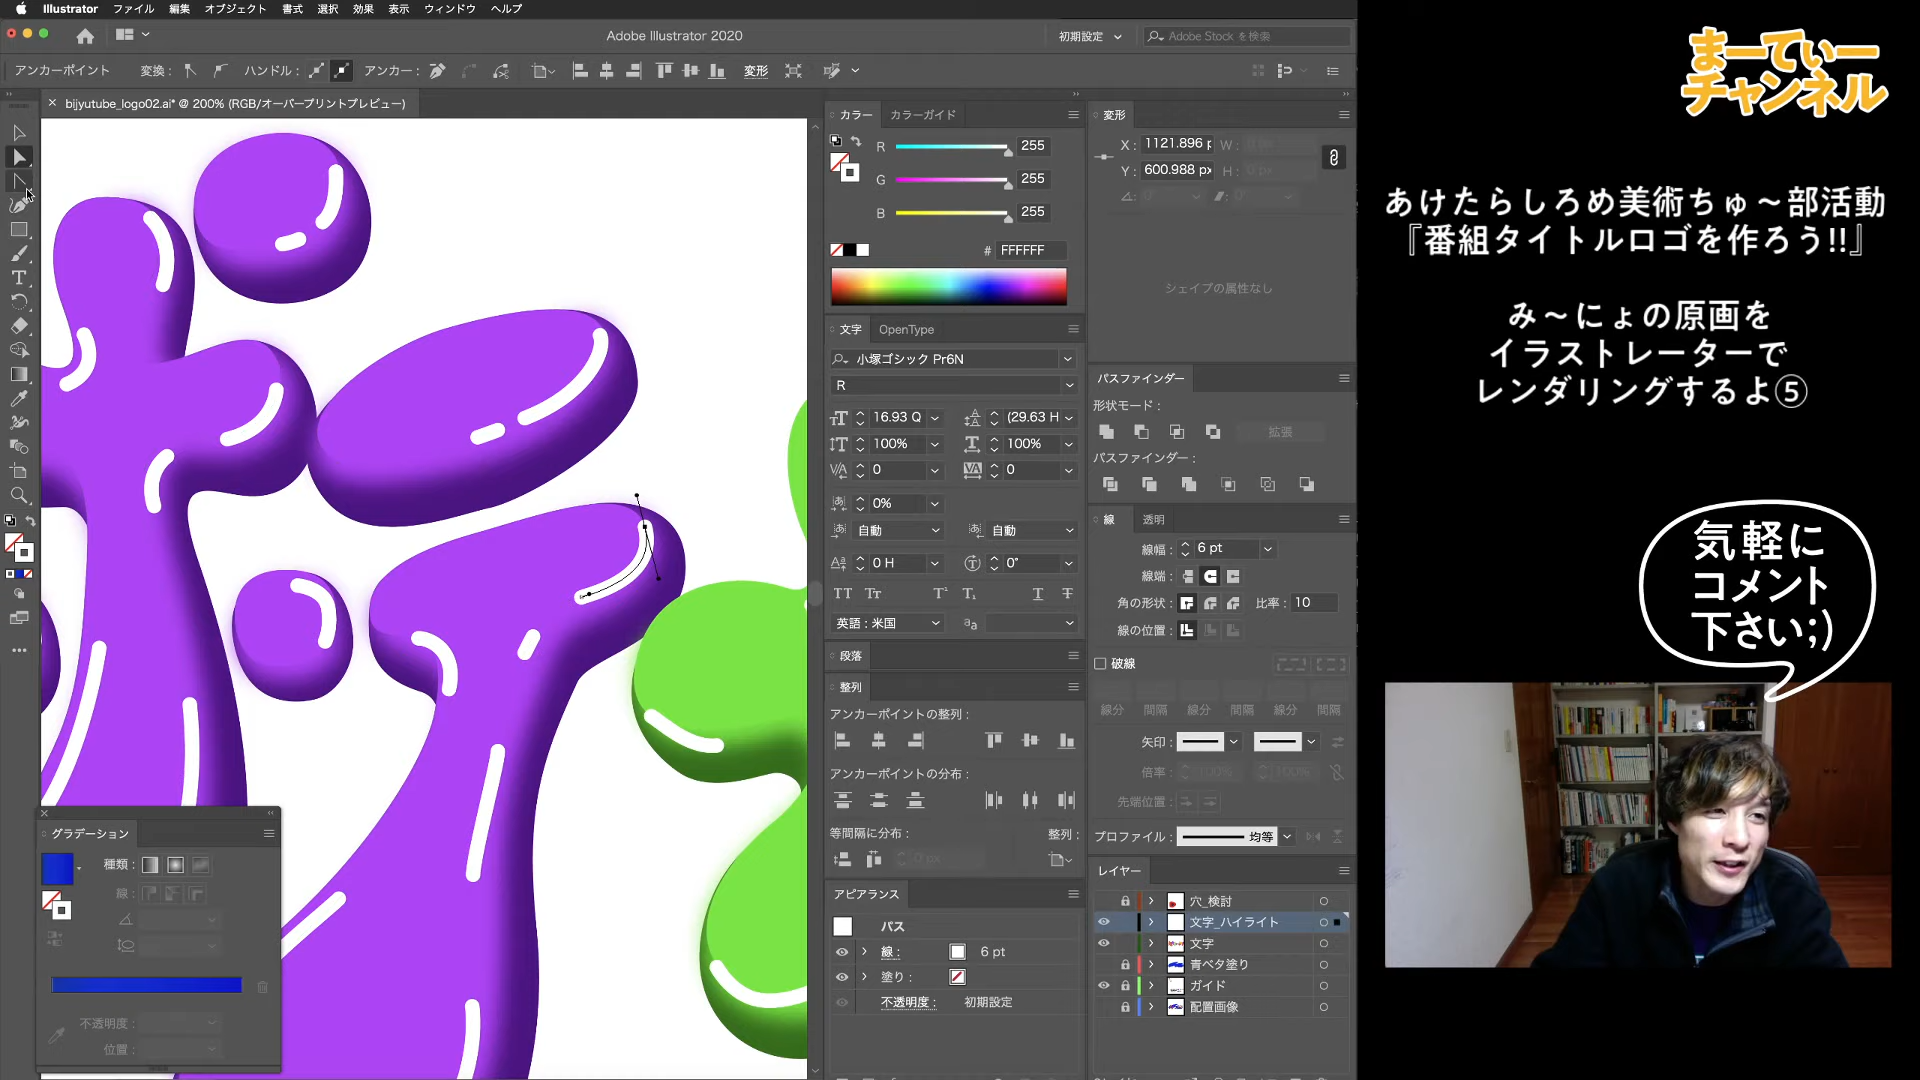 Illustrator ファイル 編集 オブジェクト 書式 選択 効果 表示 ウィンドウ ヘルプ
Adobe Illustrator 2020
初期設定
Adobe Stock を検索
アンカーポイント 変換: ハンドル: アンカー: 変形
bijyutube_logo02.ai* @ 200% (RGB/オーバープリントプレビュー)
カラー カラーガイド
R 255
G 255
B 255
# FFFFFF
文字 OpenType
小塚ゴシック Pr6N
R
16.93 Q (29.63 H
100% 100%
0 0
0%
自動 自動
0 H 0°
英語:米国
段落
整列
アンカーポイントの整列:
アンカーポイントの分布:
等間隔に分布: 整列:
0 px
アピアランス
パス
線: 6 pt
塗り:
不透明度: 初期設定
変形
X: 1121.896 p W:
Y: 600.988 px H: 0 px
シェイプの属性なし
パスファインダー
形状モード:
拡張
パスファインダー:
線 透明
線幅: 6 pt
線端:
角の形状: 比率: 10
線の位置:
破線
線分 間隔 線分 間隔 線分 間隔
矢印:
倍率: 100% 100%
先端位置:
プロファイル: 均等
レイヤー
穴_検討
文字_ハイライト
文字
青ベタ塗り
ガイド
配置画像
グラデーション
種類:
線:
不透明度:
位置:
まーてぃー
チャンネル
あけたらしろめ美術ちゅ～部活動
『番組タイトルロゴを作ろう!!』
み～にょの原画を
イラストレーターで
レンダリングするよ⑤
気軽に
コメント
下さい;)